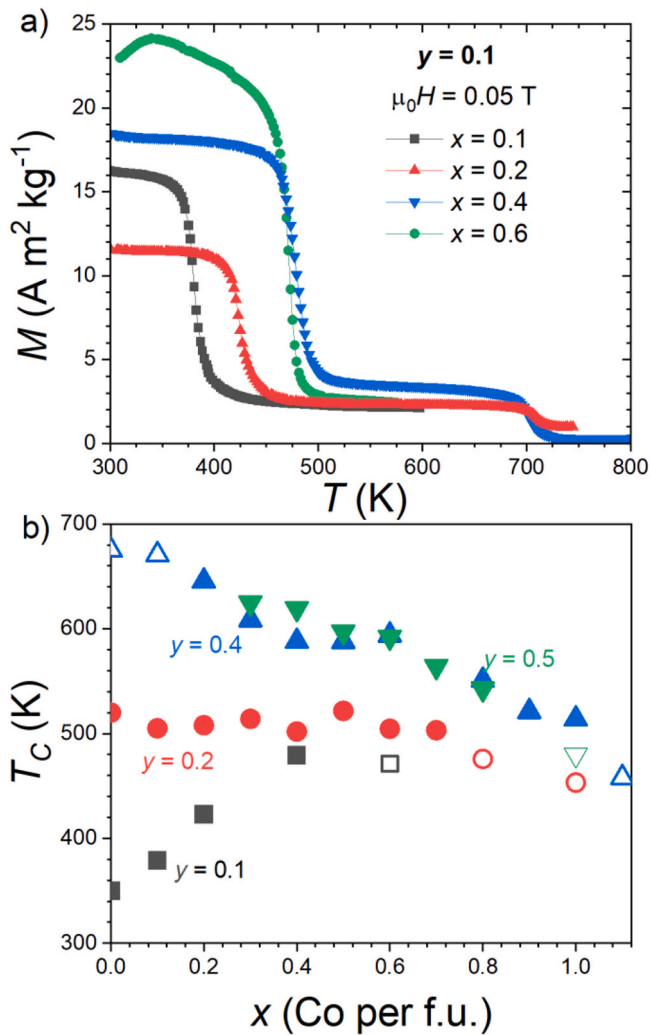 a)
25
20
15
10
5
0
M (A m² kg⁻¹)
y = 0.1
μ₀H = 0.05 T
x = 0.1
x = 0.2
x = 0.4
x = 0.6
300 400 500 600 700 800
T (K)
b)
700
600
500
400
300
T_C (K)
y = 0.4
y = 0.5
y = 0.2
y = 0.1
0.0 0.2 0.4 0.6 0.8 1.0
x (Co per f.u.)